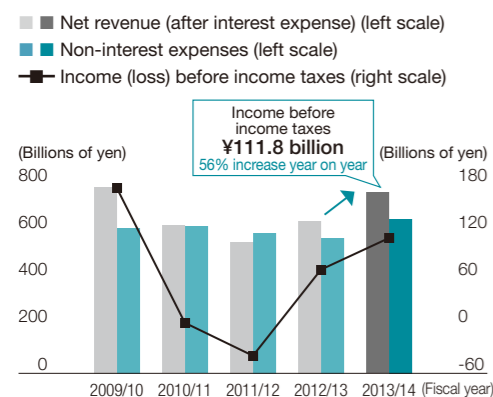 Net revenue (after interest expense) (left scale)
Non-interest expenses (left scale)
Income (loss) before income taxes (right scale)
Income before
income taxes
¥111.8 billion
56% increase year on year
(Billions of yen)
(Billions of yen)
800
180
600
120
400
60
200
0
0
-60
2009/10 2010/11 2011/12 2012/13 2013/14 (Fiscal year)